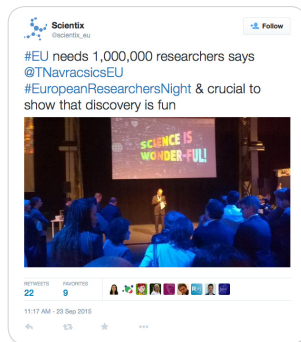 Scientix
@scientix_eu
Follow
#EU needs 1,000,000 researchers says
@TNavracsicsEU
#EuropeanResearchersNight & crucial to
show that discovery is fun
SCIENCE IS
WONDER-FUL!
RETWEETS
FAVORITES
22
9
11:17 AM - 23 Sep 2015